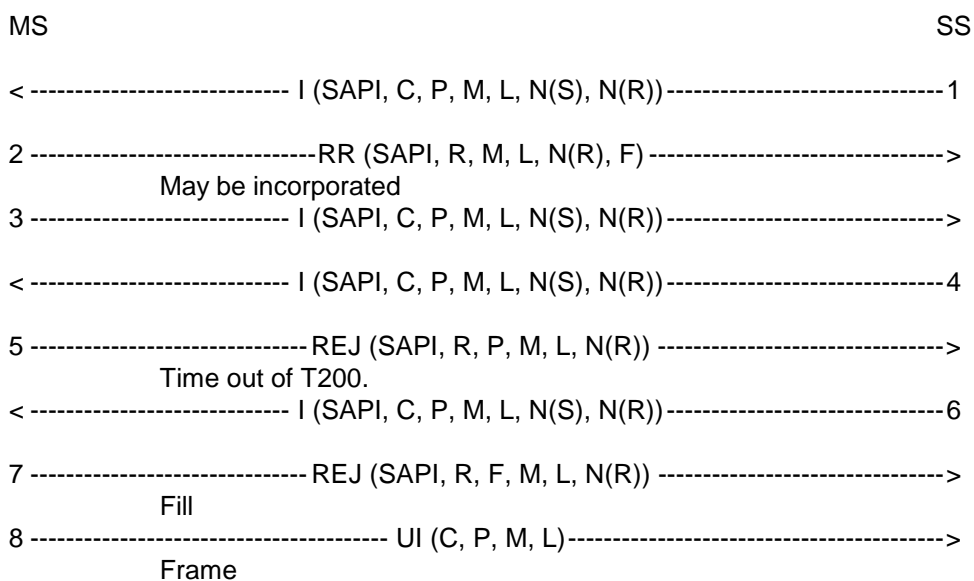 MS SS
< ----------------------------- I (SAPI, C, P, M, L, N(S), N(R))-------------------------------1
2 --------------------------------RR (SAPI, R, M, L, N(R), F) --------------------------------->
May be incorporated
3 ----------------------------- I (SAPI, C, P, M, L, N(S), N(R))------------------------------->
< ----------------------------- I (SAPI, C, P, M, L, N(S), N(R))-------------------------------4
5 -------------------------------REJ (SAPI, R, P, M, L, N(R)) -------------------------------->
Time out of T200.
< ----------------------------- I (SAPI, C, P, M, L, N(S), N(R))-------------------------------6
7 -------------------------------REJ (SAPI, R, F, M, L, N(R)) -------------------------------->
Fill
8 ---------------------------------------- UI (C, P, M, L)------------------------------------------>
Frame